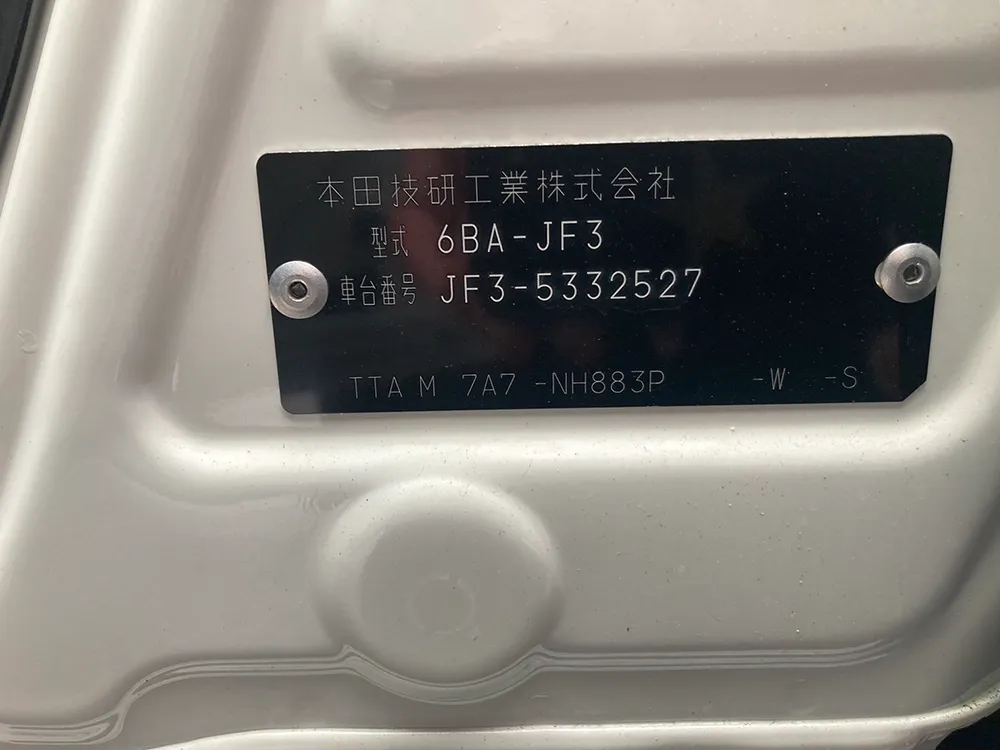 本田技研工業株式会社
型式 6BA-JF3
車台番号 JF3-5332527
TTA M 7A7 -NH883P -W -S